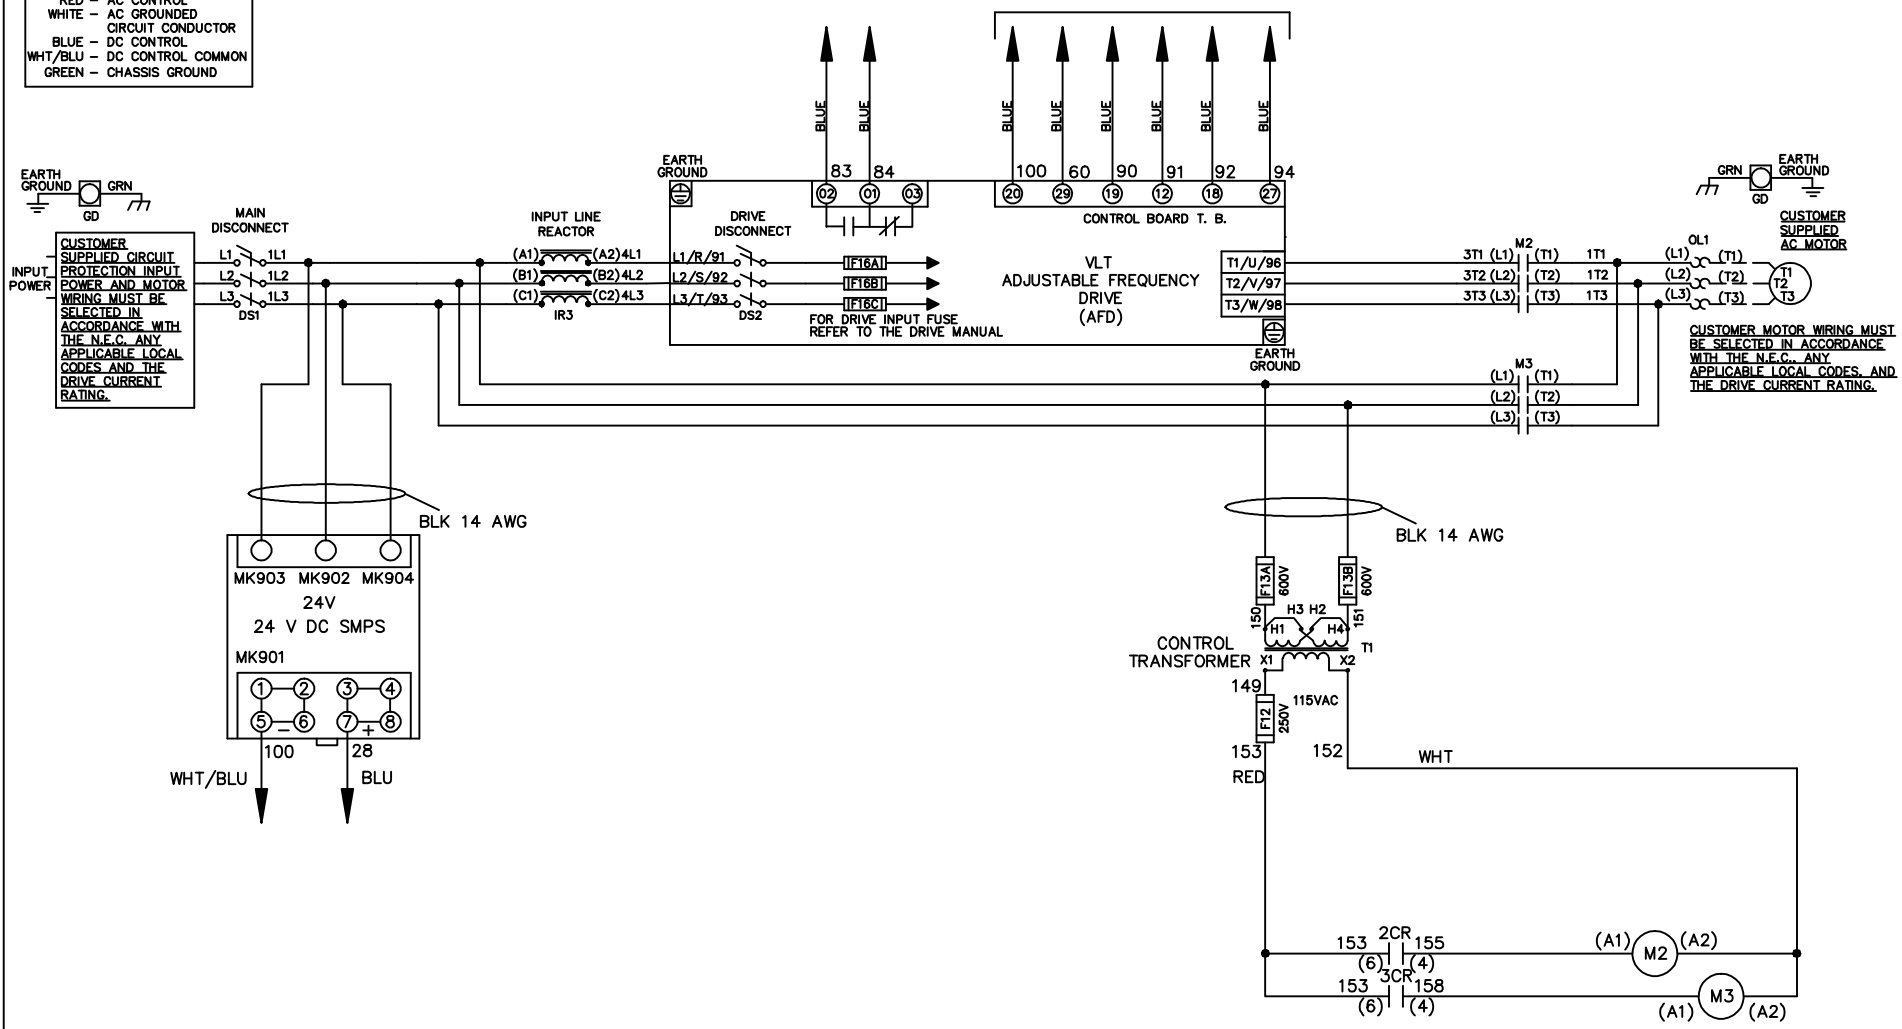 RED – AC CONTROL
WHITE – AC GROUNDED
CIRCUIT CONDUCTOR
BLUE – DC CONTROL
WHT/BLU – DC CONTROL COMMON
GREEN – CHASSIS GROUND
BLUE
BLUE
BLUE
BLUE
BLUE
BLUE
BLUE
BLUE
EARTH
GROUND
GRN
GD
EARTH
GROUND
83
84
100
60
90
91
92
94
02
01
03
20
29
19
12
18
27
CONTROL BOARD T. B.
GRN
EARTH
GROUND
GD
CUSTOMER
SUPPLIED
AC MOTOR
MAIN
DISCONNECT
INPUT LINE
REACTOR
DRIVE
DISCONNECT
INPUT
POWER
CUSTOMER
SUPPLIED CIRCUIT
PROTECTION INPUT
POWER AND MOTOR
WIRING MUST BE
SELECTED IN
ACCORDANCE WITH
THE N.E.C. ANY
APPLICABLE LOCAL
CODES AND THE
DRIVE CURRENT
RATING.
L1 1L1
L2 1L2
L3 1L3
DS1
(A1) (A2) 4L1
(B1) (B2) 4L2
(C1) (C2) 4L3
IR3
L1/R/91
L2/S/92
L3/T/93
DS2
F16A
F16B
F16C
FOR DRIVE INPUT FUSE
REFER TO THE DRIVE MANUAL
VLT
ADJUSTABLE FREQUENCY
DRIVE
(AFD)
T1/U/96
T2/V/97
T3/W/98
EARTH
GROUND
M2
3T1 (L1) (T1) 1T1
3T2 (L2) (T2) 1T2
3T3 (L3) (T3) 1T3
OL1
(L1) (T1)
(L2) (T2)
(L3) (T3)
T1
T2
T3
CUSTOMER MOTOR WIRING MUST
BE SELECTED IN ACCORDANCE
WITH THE N.E.C., ANY
APPLICABLE LOCAL CODES, AND
THE DRIVE CURRENT RATING.
M3
(L1) (T1)
(L2) (T2)
(L3) (T3)
BLK 14 AWG
BLK 14 AWG
MK903 MK902 MK904
24V
24 V DC SMPS
MK901
1 2 3 4
5 6 7 8
– +
100 28
WHT/BLU BLU
F13A
600V
F13B
600V
150
151
H3 H2
H1 H4
T1
CONTROL
TRANSFORMER
X1 X2
149
115VAC
F12
250V
153
152
RED
WHT
2CR
153 155
(6) (4)
(A1) M2 (A2)
3CR
153 158
(6) (4)
(A1) M3 (A2)